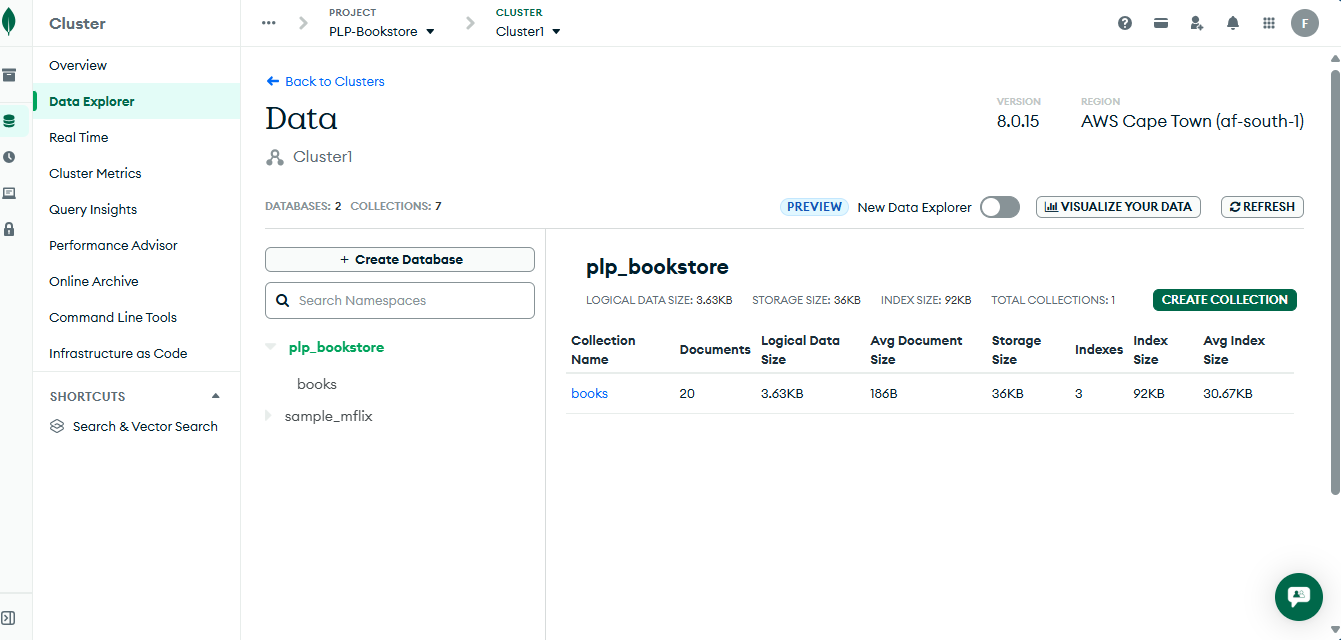 Cluster
PROJECT
PLP-Bookstore
CLUSTER
Cluster1
F
Overview
Data Explorer
Real Time
Cluster Metrics
Query Insights
Performance Advisor
Online Archive
Command Line Tools
Infrastructure as Code
SHORTCUTS
Search & Vector Search
Back to Clusters
Data
Cluster1
VERSION
8.0.15
REGION
AWS Cape Town (af-south-1)
DATABASES: 2 COLLECTIONS: 7
PREVIEW New Data Explorer
VISUALIZE YOUR DATA
REFRESH
+ Create Database
Search Namespaces
plp_bookstore
books
sample_mflix
plp_bookstore
LOGICAL DATA SIZE: 3.63KB STORAGE SIZE: 36KB INDEX SIZE: 92KB TOTAL COLLECTIONS: 1
CREATE COLLECTION
Collection Name Documents Logical Data Size Avg Document Size Storage Size Indexes Index Size Avg Index Size
books 20 3.63KB 186B 36KB 3 92KB 30.67KB